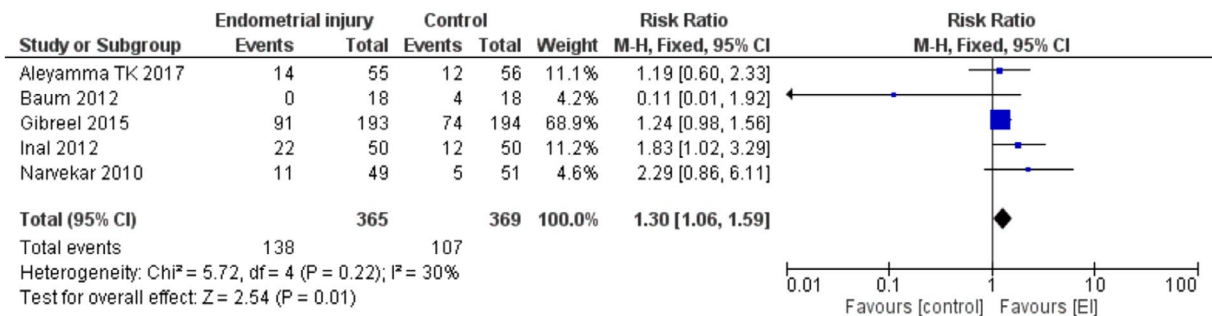 Endometrial injury Control Risk Ratio Risk Ratio
Study or Subgroup Events Total Events Total Weight M-H, Fixed, 95% CI M-H, Fixed, 95% CI
Aleyamma TK 2017 14 55 12 56 11.1% 1.19 [0.60, 2.33]
Baum 2012 0 18 4 18 4.2% 0.11 [0.01, 1.92]
Gibreel 2015 91 193 74 194 68.9% 1.24 [0.98, 1.56]
Inal 2012 22 50 12 50 11.2% 1.83 [1.02, 3.29]
Narvekar 2010 11 49 5 51 4.6% 2.29 [0.86, 6.11]
Total (95% CI) 365 369 100.0% 1.30 [1.06, 1.59]
Total events 138 107
Heterogeneity: Chi² = 5.72, df = 4 (P = 0.22); I² = 30%
Test for overall effect: Z = 2.54 (P = 0.01)
0.01 0.1 1 10 100
Favours [control] Favours [EI]